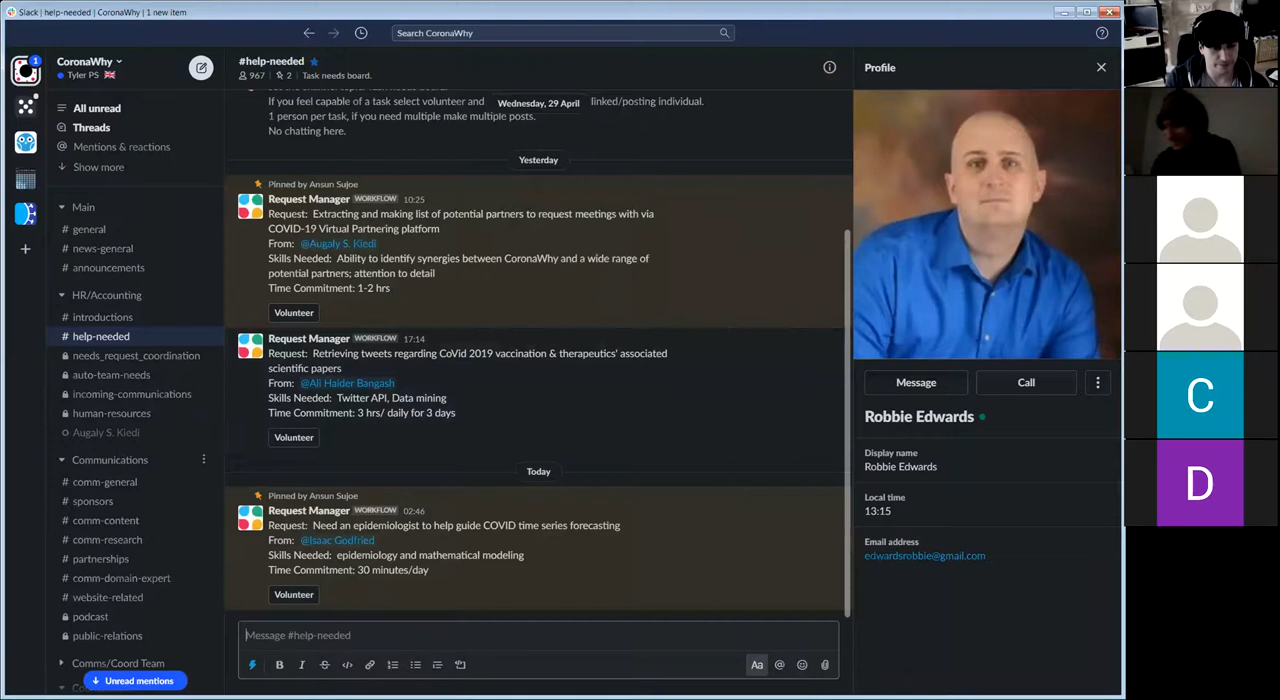 Slack | help-needed | CoronaWhy | 1 new item
Search CoronaWhy
1
CoronaWhy
Tyler PS
All unread
Threads
Mentions & reactions
Show more
Main
# general
# news-general
# announcements
HR/Accounting
# introductions
# help-needed
needs_request_coordination
auto-team-needs
incoming-communications
human-resources
Augaly S. Kiedi
Communications
# comm-general
# sponsors
# comm-content
# comm-research
# partnerships
# comm-domain-expert
# website-related
podcast
public-relations
Comms/Coord Team
Unread mentions
#help-needed
967 2 Task needs board.
If you feel capable of a task select volunteer and
Wednesday, 29 April
linked/posting individual.
1 person per task, if you need multiple make multiple posts.
No chatting here.
Yesterday
Pinned by Ansun Sujoe
Request Manager WORKFLOW 10:25
Request: Extracting and making list of potential partners to request meetings with via
COVID-19 Virtual Partnering platform
From: @Augaly S. Kiedi
Skills Needed: Ability to identify synergies between CoronaWhy and a wide range of
potential partners; attention to detail
Time Commitment: 1-2 hrs
Volunteer
Request Manager WORKFLOW 17:14
Request: Retrieving tweets regarding CoVid 2019 vaccination & therapeutics' associated
scientific papers
From: @Ali Haider Bangash
Skills Needed: Twitter API, Data mining
Time Commitment: 3 hrs/ daily for 3 days
Volunteer
Today
Pinned by Ansun Sujoe
Request Manager WORKFLOW 02:46
Request: Need an epidemiologist to help guide COVID time series forecasting
From: @Isaac Godfried
Skills Needed: epidemiology and mathematical modeling
Time Commitment: 30 minutes/day
Volunteer
Message #help-needed
B I Aa @
Profile
Message Call
Robbie Edwards
Display name
Robbie Edwards
Local time
13:15
Email address
edwardsrobbie@gmail.com
C
D